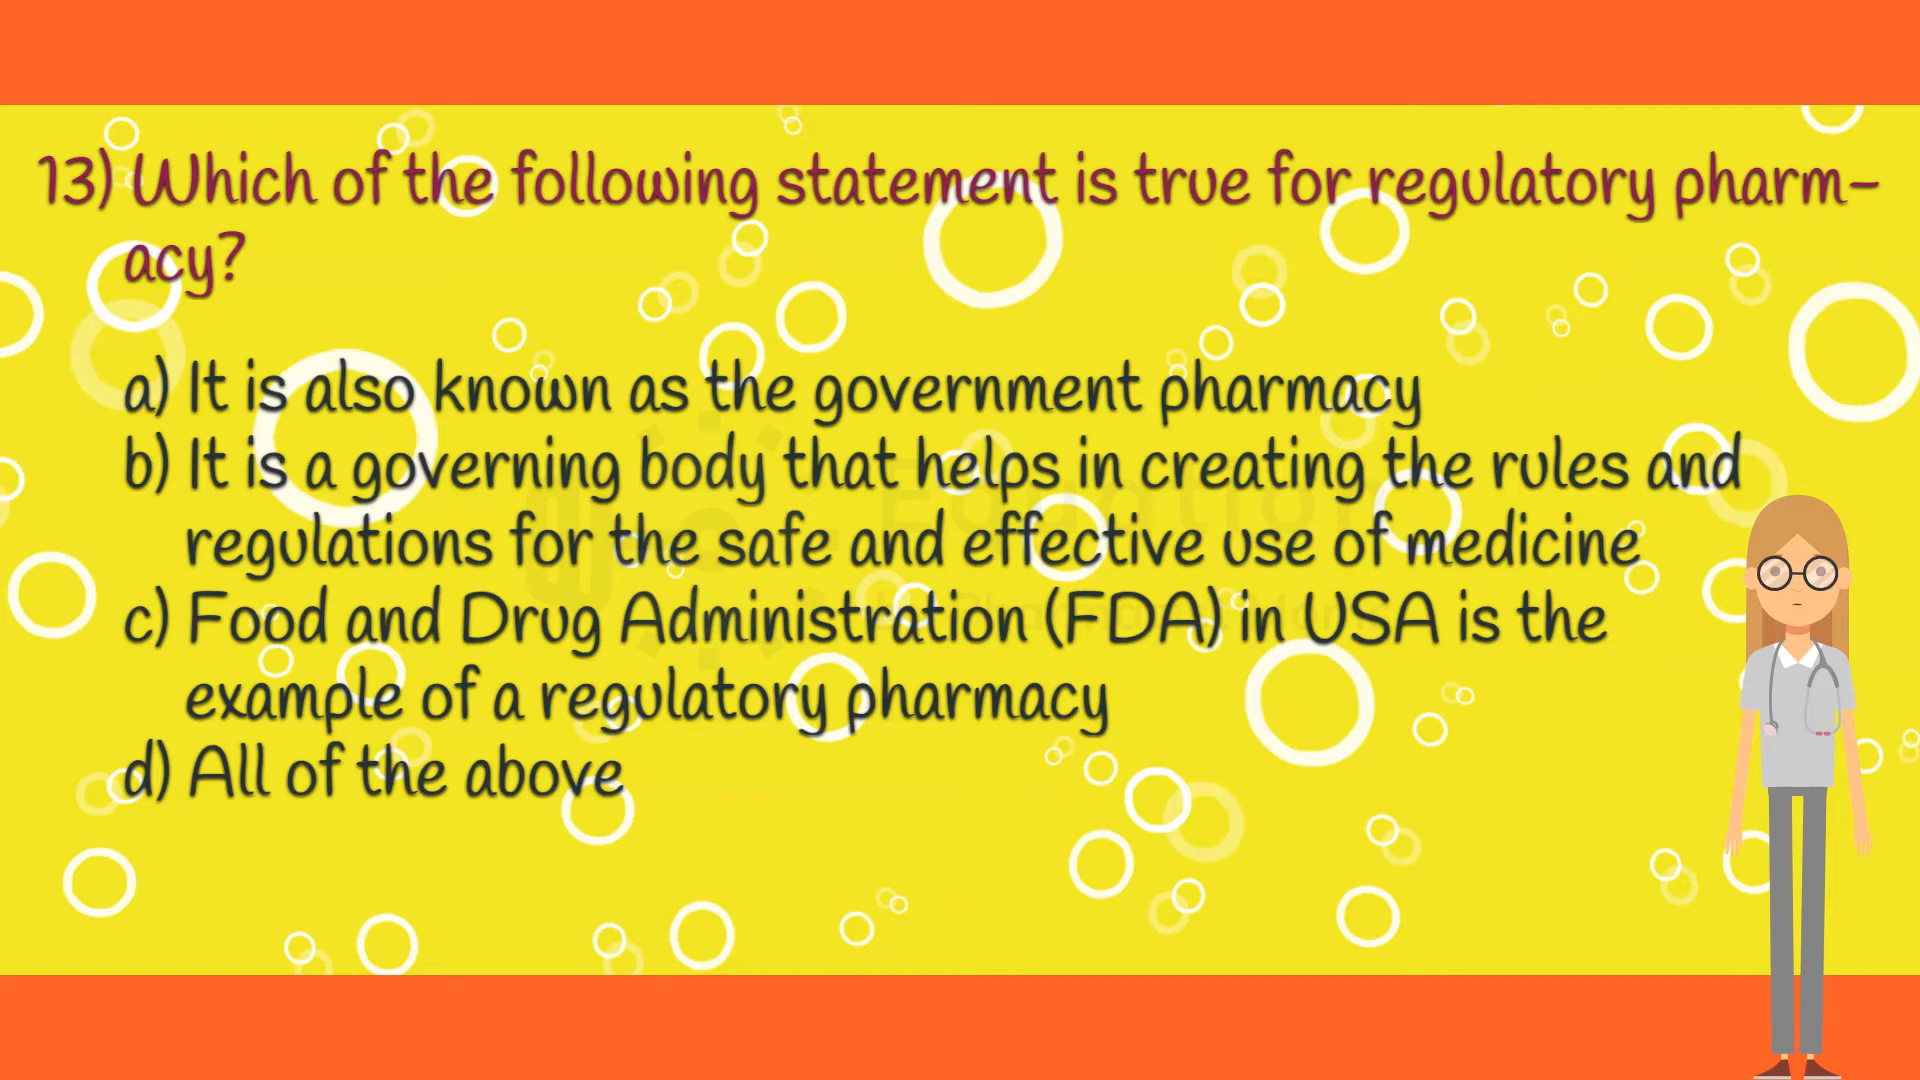 13) Which of the following statement is true for regulatory pharm-
acy?
a) It is also known as the government pharmacy
b) It is a governing body that helps in creating the rules and
regulations for the safe and effective use of medicine
c) Food and Drug Administration (FDA) in USA is the
example of a regulatory pharmacy
d) All of the above